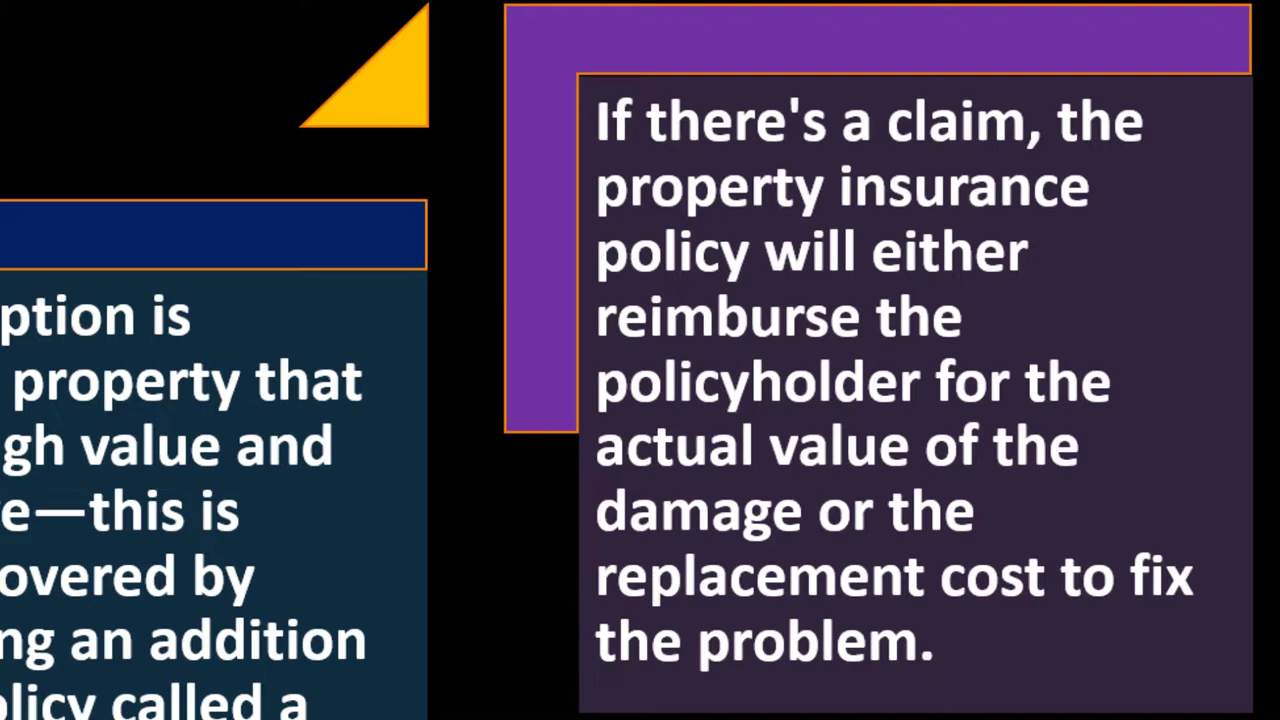 ption is
property that
gh value and
e—this is
overed by
ng an addition
olicy called a
If there's a claim, the
property insurance
policy will either
reimburse the
policyholder for the
actual value of the
damage or the
replacement cost to fix
the problem.